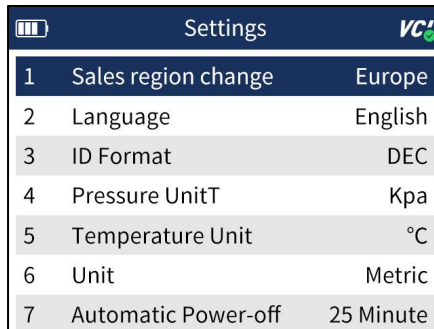 Settings
VCI
1 Sales region change Europe
2 Language English
3 ID Format DEC
4 Pressure UnitT Kpa
5 Temperature Unit °C
6 Unit Metric
7 Automatic Power-off 25 Minute